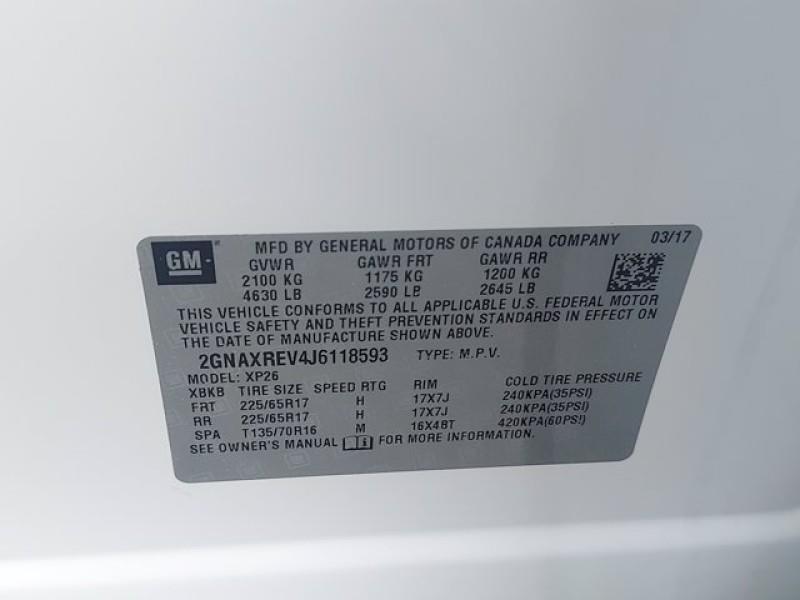 GM
MFD BY GENERAL MOTORS OF CANADA COMPANY 03/17
GVWR GAWR FRT GAWR RR
2100 KG 1175 KG 1200 KG
4630 LB 2590 LB 2645 LB
THIS VEHICLE CONFORMS TO ALL APPLICABLE U.S. FEDERAL MOTOR
VEHICLE SAFETY AND THEFT PREVENTION STANDARDS IN EFFECT ON
THE DATE OF MANUFACTURE SHOWN ABOVE.
2GNAXREV4J6118593 TYPE: M.P.V.
MODEL: XP26
XBKB TIRE SIZE SPEED RTG RIM COLD TIRE PRESSURE
FRT 225/65R17 H 17X7J 240KPA(35PSI)
RR 225/65R17 H 17X7J 240KPA(35PSI)
SPA T135/70R16 M 16X4BT 420KPA(60PSI)
SEE OWNER'S MANUAL FOR MORE INFORMATION.